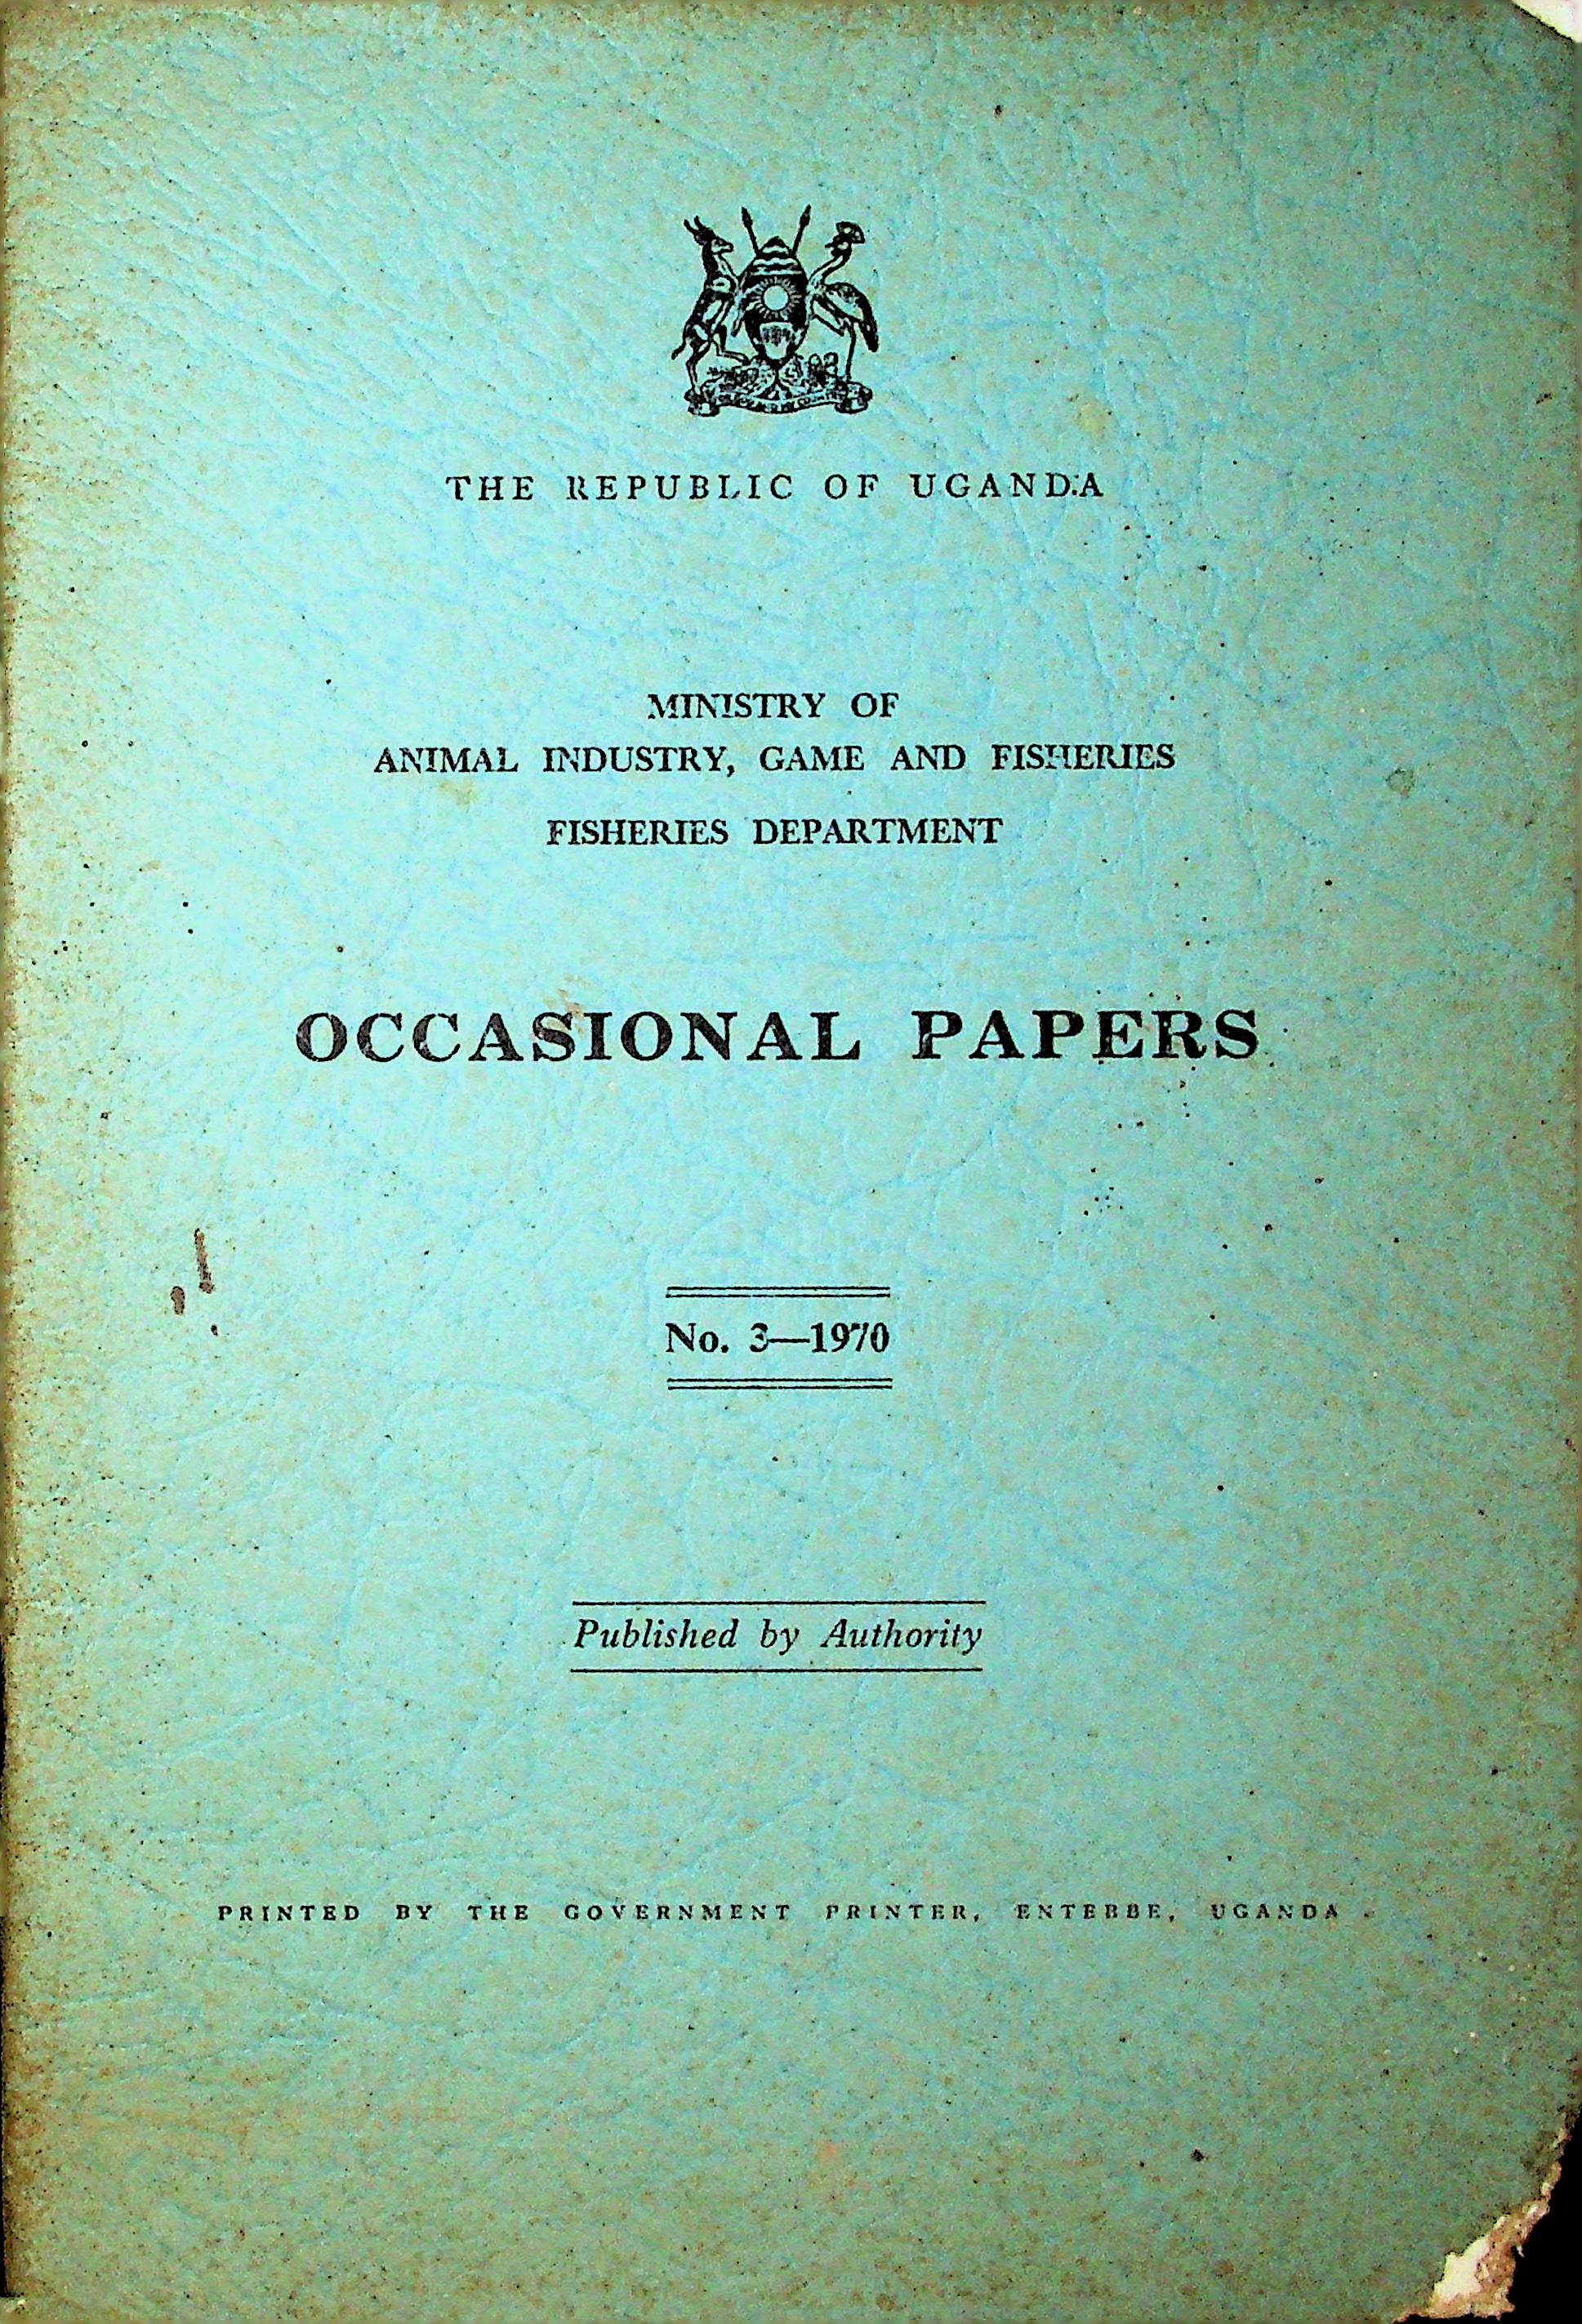 THE REPUBLIC OF UGANDA
MINISTRY OF
ANIMAL INDUSTRY, GAME AND FISHERIES
FISHERIES DEPARTMENT
OCCASIONAL PAPERS
No. 3—1970
Published by Authority
PRINTED BY THE GOVERNMENT PRINTER, ENTEBBE, UGANDA